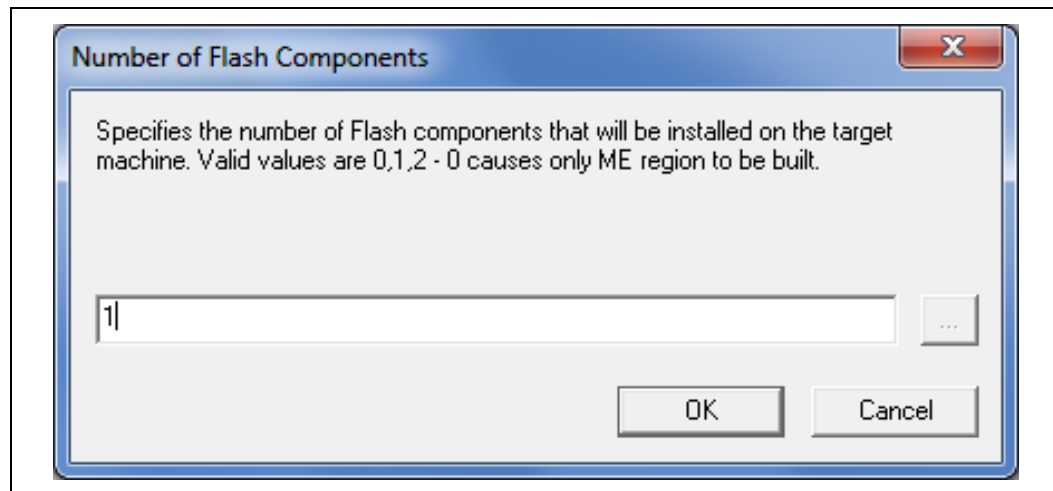 Number of Flash Components
x
Specifies the number of Flash components that will be installed on the target
machine. Valid values are 0,1,2 - 0 causes only ME region to be built.
1
...
OK
Cancel